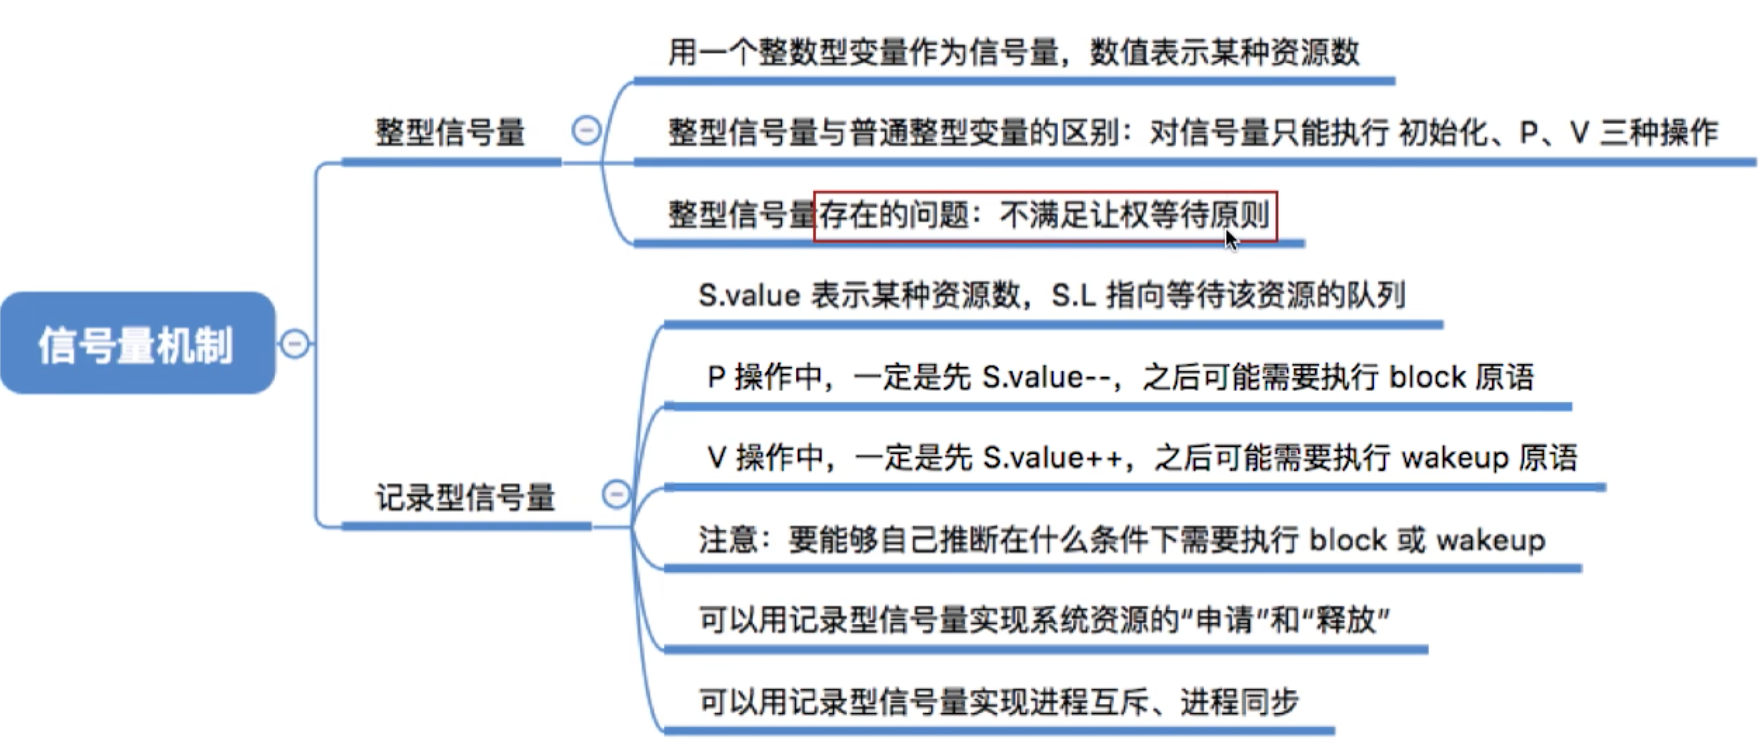 信号量机制
整型信号量
用一个整数型变量作为信号量，数值表示某种资源数
整型信号量与普通整型变量的区别：对信号量只能执行 初始化、P、V 三种操作
整型信号量存在的问题：不满足让权等待原则
记录型信号量
S.value 表示某种资源数，S.L 指向等待该资源的队列
P 操作中，一定是先 S.value--，之后可能需要执行 block 原语
V 操作中，一定是先 S.value++，之后可能需要执行 wakeup 原语
注意：要能够自己推断在什么条件下需要执行 block 或 wakeup
可以用记录型信号量实现系统资源的“申请”和“释放”
可以用记录型信号量实现进程互斥、进程同步